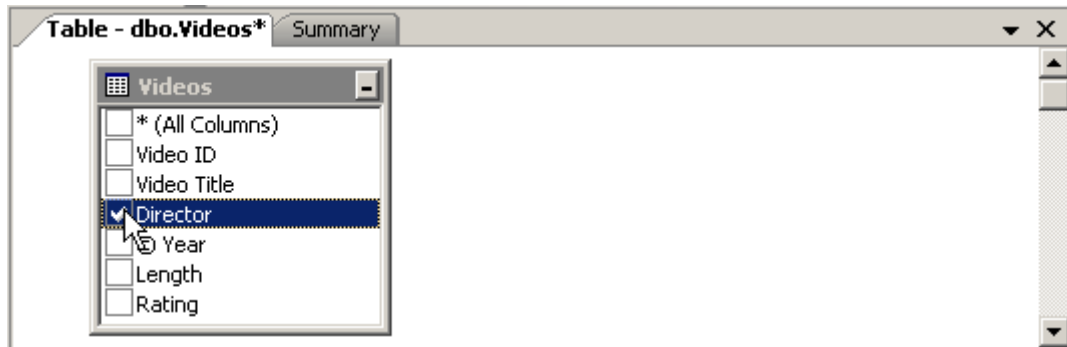 Table - dbo.Videos* Summary
Videos
* (All Columns)
Video ID
Video Title
Director
© Year
Length
Rating